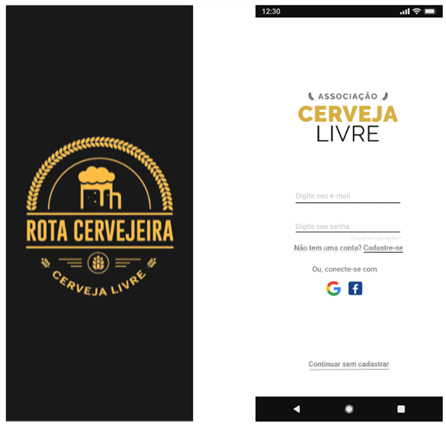 ROTA CERVEJEIRA
CERVEJA LIVRE
12:30
ASSOCIAÇÃO
CERVEJA
LIVRE
Digite seu e-mail
Digite sua senha
Não tem uma conta? Cadastre-se
Ou, conecte-se com
Continuar sem cadastrar